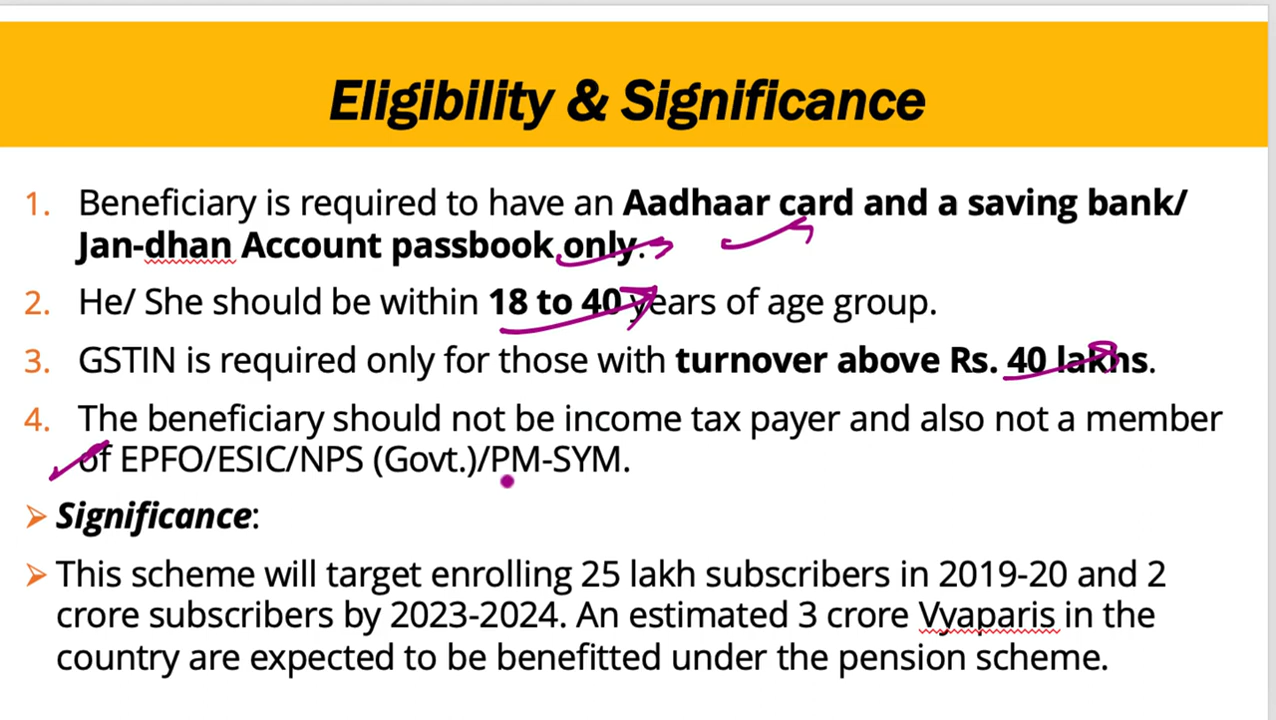 Eligibility & Significance
1. Beneficiary is required to have an Aadhaar card and a saving bank/
Jan-dhan Account passbook only.
2. He/ She should be within 18 to 40 years of age group.
3. GSTIN is required only for those with turnover above Rs. 40 lakhs.
4. The beneficiary should not be income tax payer and also not a member
of EPFO/ESIC/NPS (Govt.)/PM-SYM.
➢ Significance:
➢ This scheme will target enrolling 25 lakh subscribers in 2019-20 and 2
crore subscribers by 2023-2024. An estimated 3 crore Vyaparis in the
country are expected to be benefitted under the pension scheme.